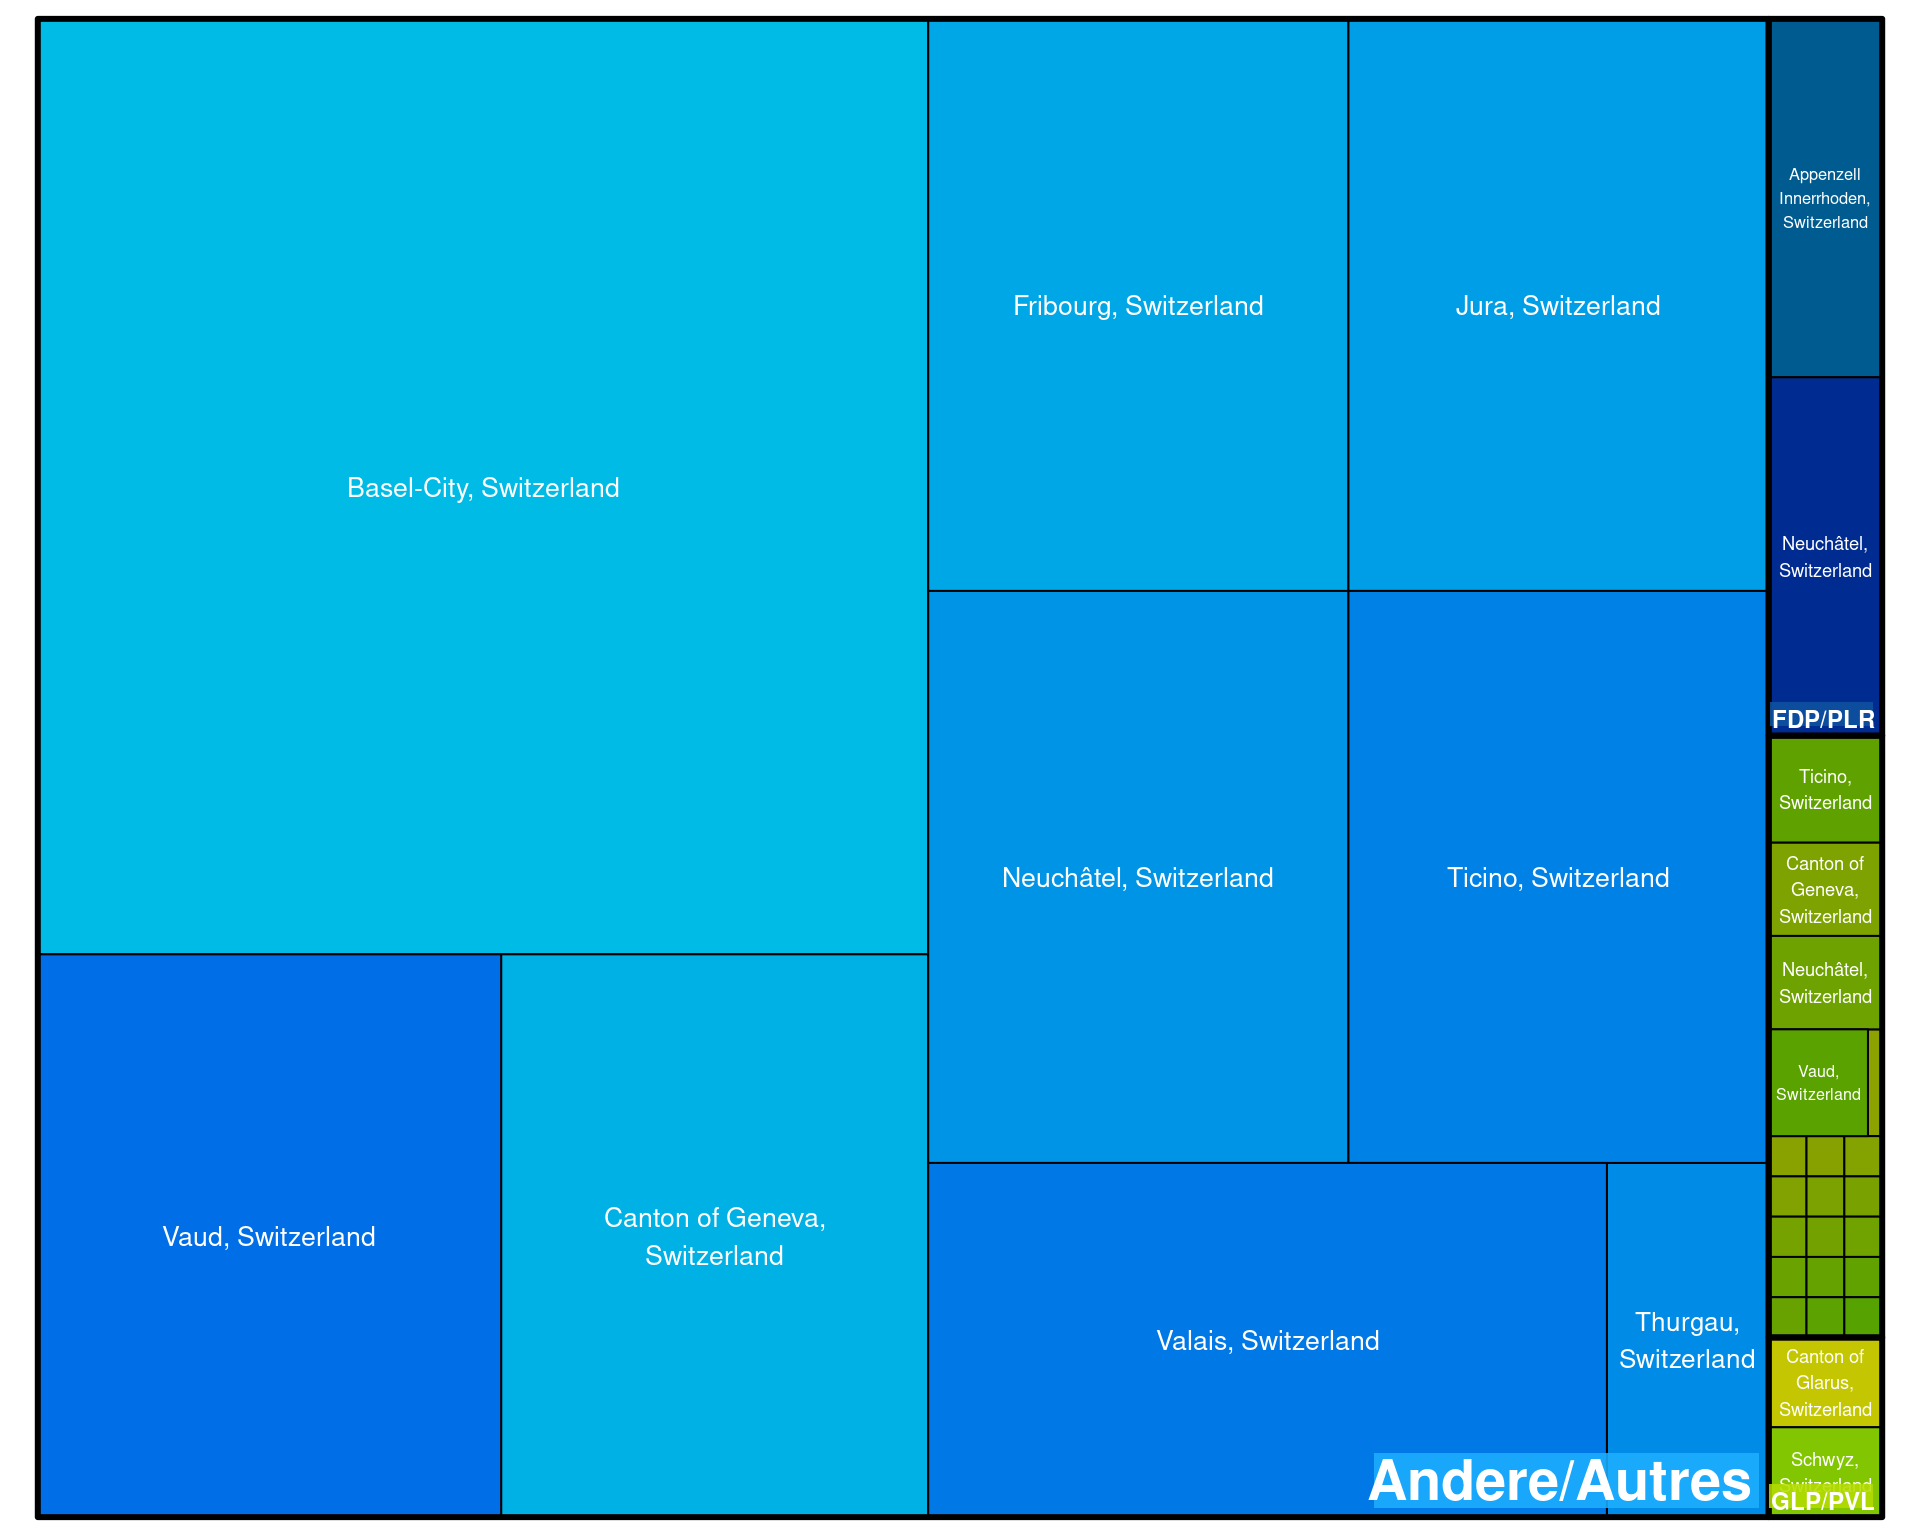 Basel-City, Switzerland
Fribourg, Switzerland
Jura, Switzerland
Neuchâtel, Switzerland
Ticino, Switzerland
Vaud, Switzerland
Canton of Geneva,
Switzerland
Valais, Switzerland
Thurgau,
Switzerland
Andere/Autres
Appenzell
Innerrhoden,
Switzerland
Neuchâtel,
Switzerland
FDP/PLR
Ticino,
Switzerland
Canton of
Geneva,
Switzerland
Neuchâtel,
Switzerland
Vaud,
Switzerland
Canton of
Glarus,
Switzerland
Schwyz,
Switzerland
GLP/PVL